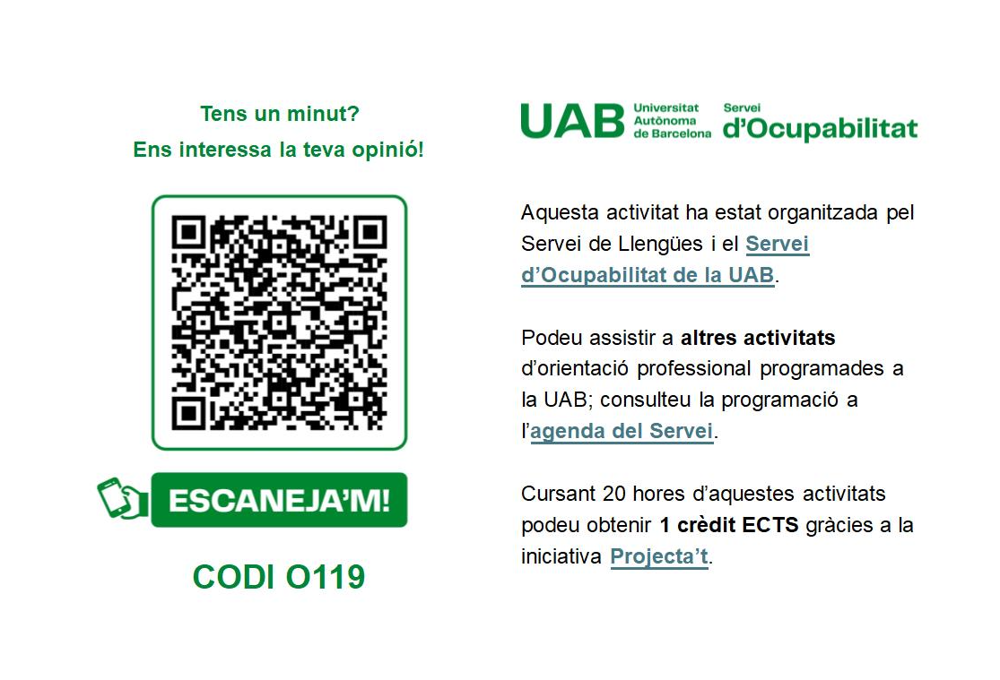 Tens un minut?
Ens interessa la teva opinió!
ESCANEJA’M!
CODI O119
UAB Universitat
Autònoma
de Barcelona
Servei
d’Ocupabilitat
Aquesta activitat ha estat organitzada pel
Servei de Llengües i el Servei
d’Ocupabilitat de la UAB.
Podeu assistir a altres activitats
d’orientació professional programades a
la UAB; consulteu la programació a
l’agenda del Servei.
Cursant 20 hores d’aquestes activitats
podeu obtenir 1 crèdit ECTS gràcies a la
iniciativa Projecta’t.